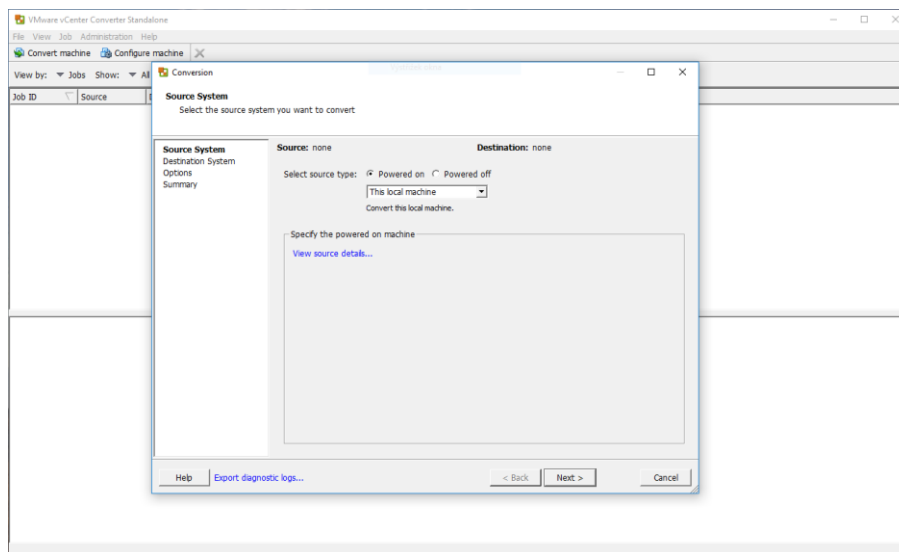 VMware vCenter Converter Standalone
File View Job Administration Help
Convert machine Configure machine
View by: Jobs Show: All
Job ID Source
Conversion
Source System
Select the source system you want to convert
Source System
Destination System
Options
Summary
Source: none Destination: none
Select source type: Powered on Powered off
This local machine
Convert this local machine.
Specify the powered on machine
View source details...
Help Export diagnostic logs... < Back Next > Cancel